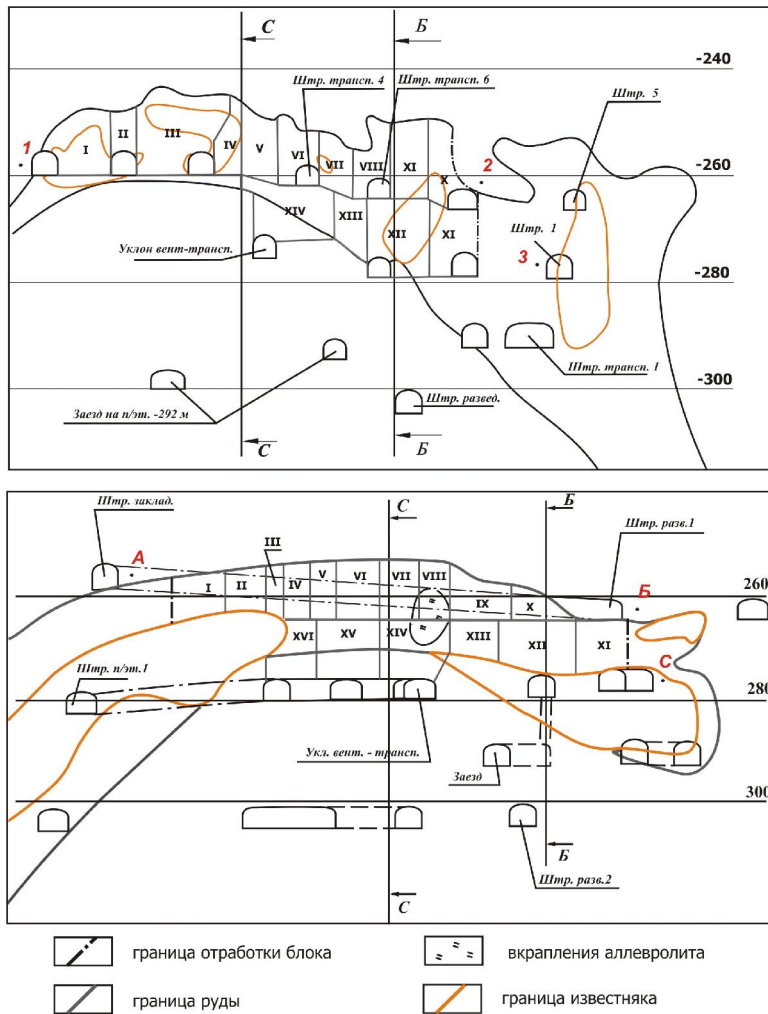 С
Б
-240
Штр. трансп. 4
Штр. трансп. 6
Штр. 5
1
I
II
III
IV
V
VI
VII
VIII
XI
X
2
-260
XIV
XIII
XII
XI
Уклон вент-трансп.
Штр. 1
3
-280
Штр. трансп. 1
Заезд на п/эт. -292 м
Штр. развед.
-300
С
Б
Штр. заклад.
С
Б
III
Штр. разв.1
А
I
II
IV
V
VI
VII
VIII
IX
X
260
Б
XVI
XV
XIV
XIII
XII
XI
С
Штр. п/эт.1
280
Укл. вент. - трансп.
Заезд
300
Б
Штр. разв.2
С
граница отработки блока
вкрапления аллевролита
граница руды
граница известняка